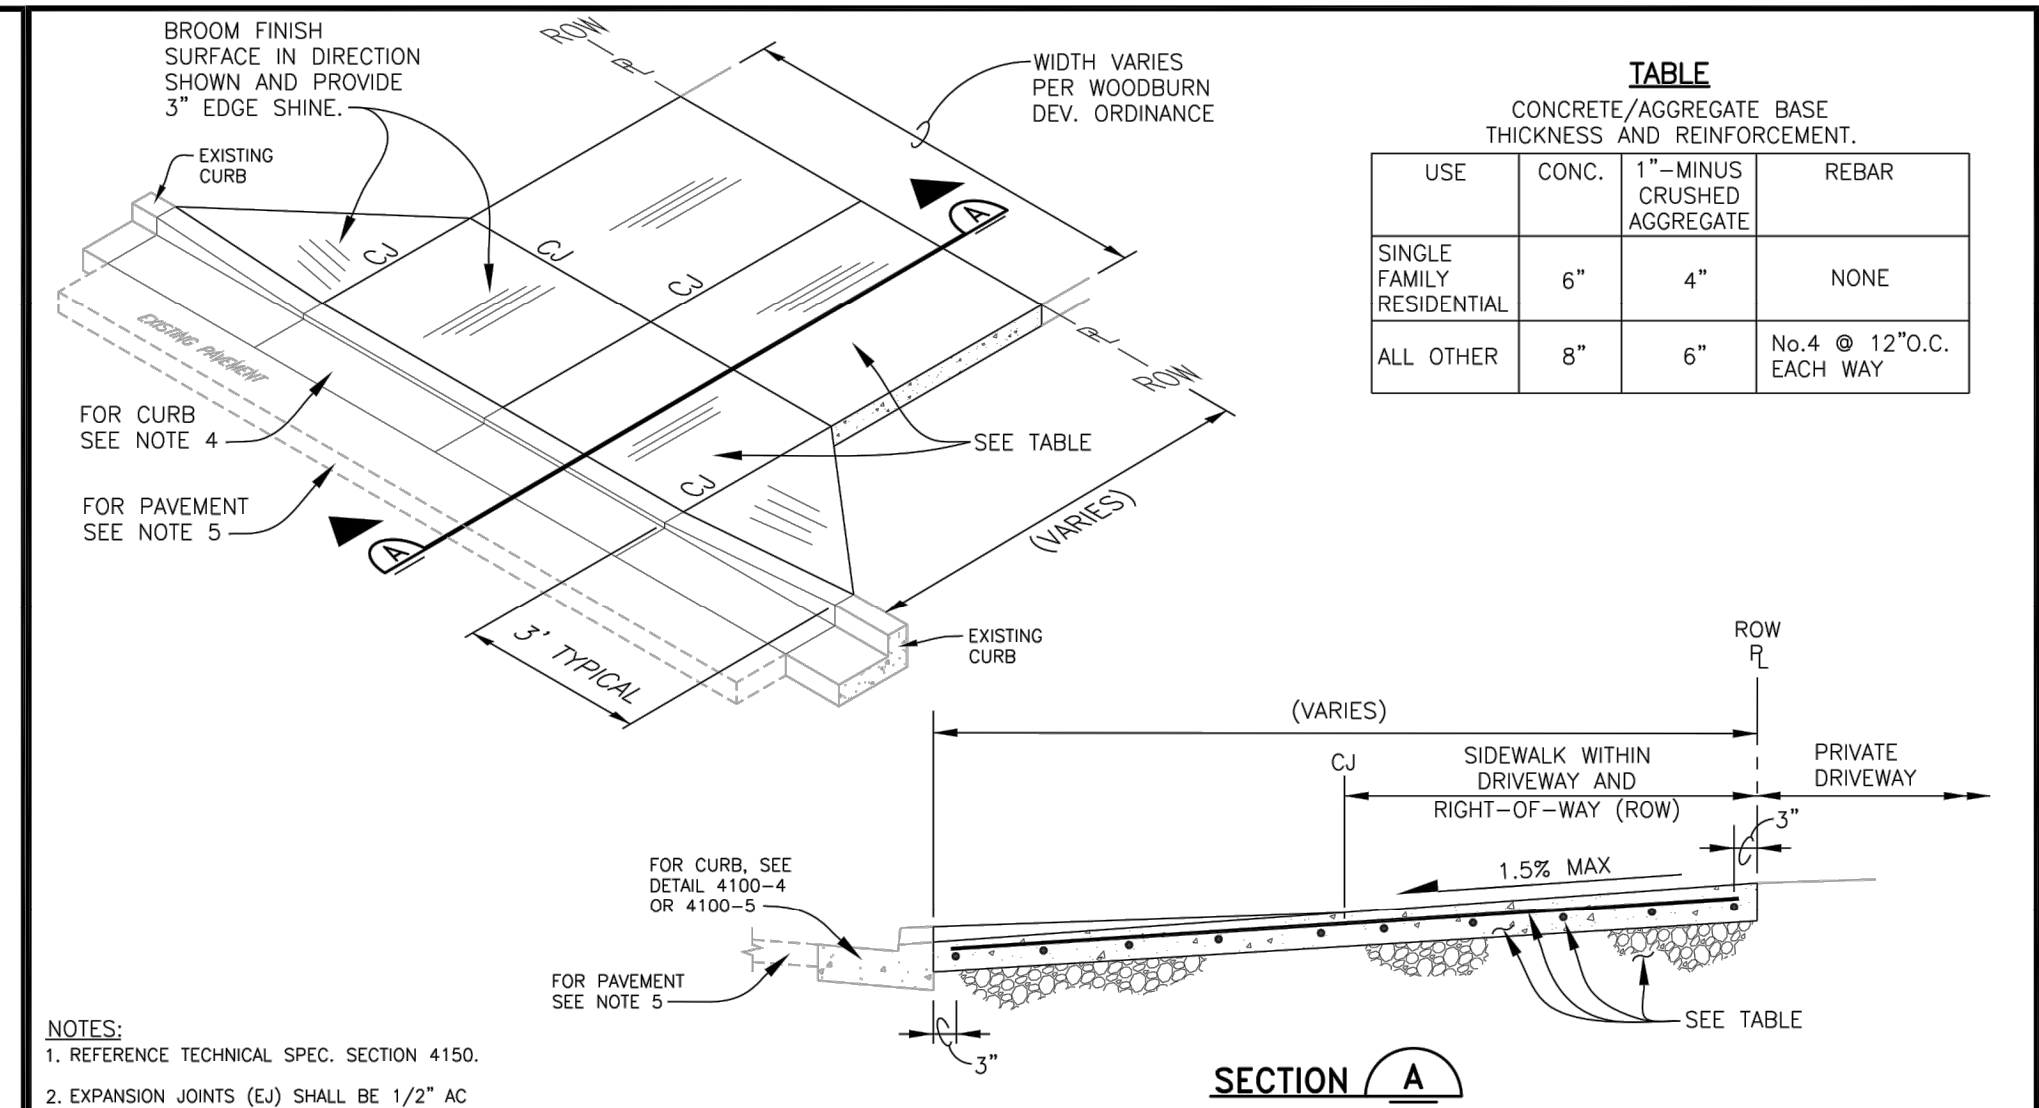 BROOM FINISH
SURFACE IN DIRECTION
SHOWN AND PROVIDE
3" EDGE SHINE.
EXISTING
CURB
ROW
PL
WIDTH VARIES
PER WOODBURN
DEV. ORDINANCE
A
CJ
CJ
CJ
CJ
EXISTING PAVEMENT
FOR CURB
SEE NOTE 4
FOR PAVEMENT
SEE NOTE 5
A
PL
ROW
SEE TABLE
(VARIES)
3' TYPICAL
EXISTING
CURB
TABLE
CONCRETE/AGGREGATE BASE
THICKNESS AND REINFORCEMENT.
USE
CONC.
1"-MINUS
CRUSHED
AGGREGATE
REBAR
SINGLE
FAMILY
RESIDENTIAL
6"
4"
NONE
ALL OTHER
8"
6"
No.4 @ 12"O.C.
EACH WAY
ROW
PL
(VARIES)
CJ
SIDEWALK WITHIN
DRIVEWAY AND
RIGHT-OF-WAY (ROW)
PRIVATE
DRIVEWAY
3"
1.5% MAX
FOR CURB, SEE
DETAIL 4100-4
OR 4100-5
FOR PAVEMENT
SEE NOTE 5
3"
SEE TABLE
SECTION A
NOTES:
1. REFERENCE TECHNICAL SPEC. SECTION 4150.
2. EXPANSION JOINTS (EJ) SHALL BE 1/2" AC